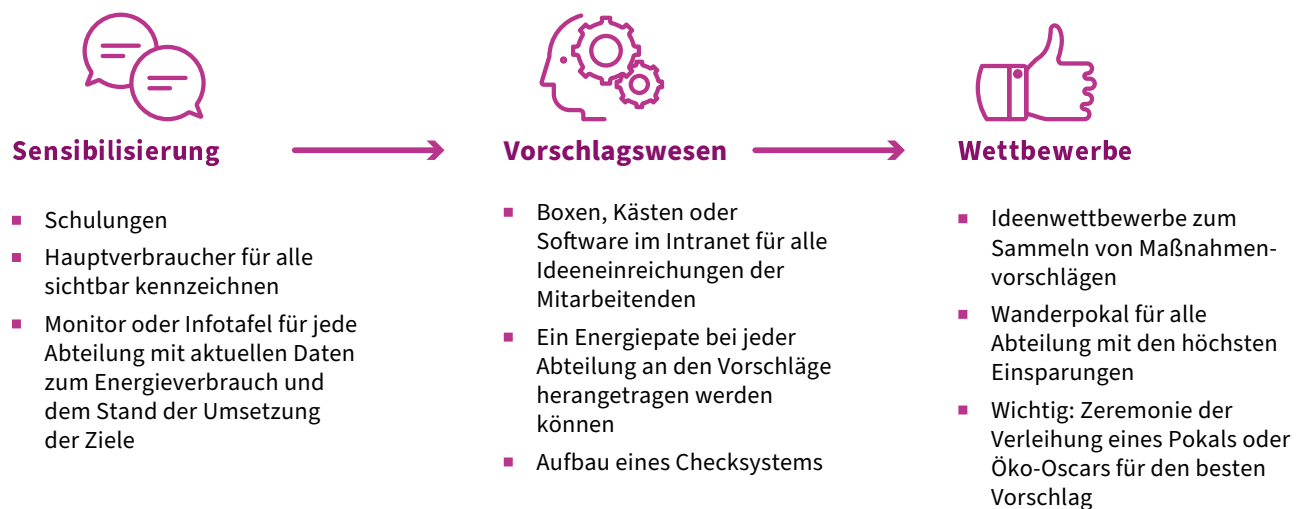 Sensibilisierung
Schulungen
Hauptverbraucher für alle
sichtbar kennzeichnen
Monitor oder Infotafel für jede
Abteilung mit aktuellen Daten
zum Energieverbrauch und
dem Stand der Umsetzung
der Ziele
Vorschlagswesen
Boxen, Kästen oder
Software im Intranet für alle
Ideeneinreichungen der
Mitarbeitenden
Ein Energiepate bei jeder
Abteilung an den Vorschläge
herangetragen werden
können
Aufbau eines Checksystems
Wettbewerbe
Ideenwettbewerbe zum
Sammeln von Maßnahmen-
vorschlägen
Wanderpokal für alle
Abteilung mit den höchsten
Einsparungen
Wichtig: Zeremonie der
Verleihung eines Pokals oder
Öko-Oscars für den besten
Vorschlag